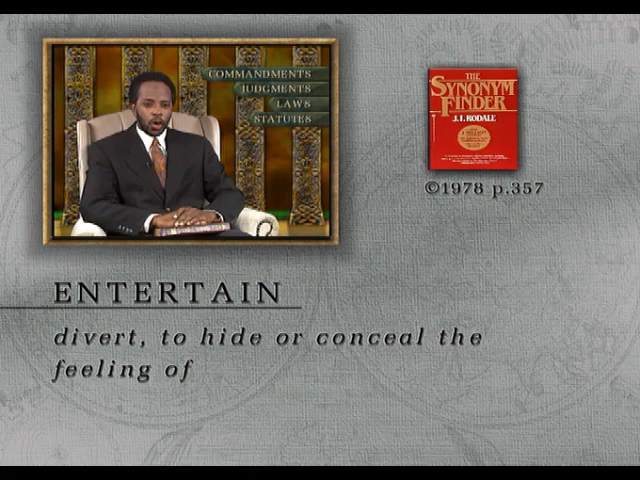 COMMANDMENTS
JUDGMENTS
LAWS
STATUTES
THE
SYNONYM
FINDER
J.I. RODALE
©1978 p.357
ENTERTAIN
divert, to hide or conceal the
feeling of